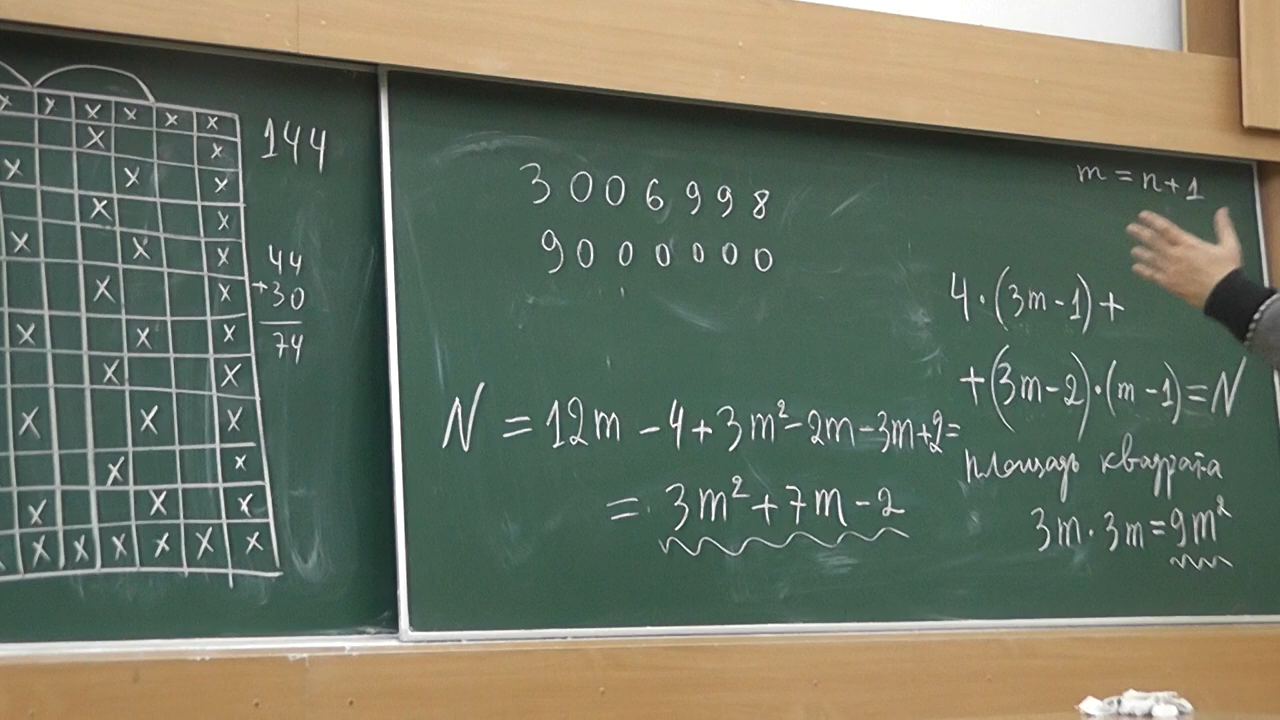 144
44
+30
74
3006998
9000000
m = n+1
4·(3m-1)+
+(3m-2)·(m-1)=N
N = 12m - 4 + 3m² - 2m - 3m + 2 =
= 3m² + 7m - 2
площадь квадрата
3m·3m = 9m²